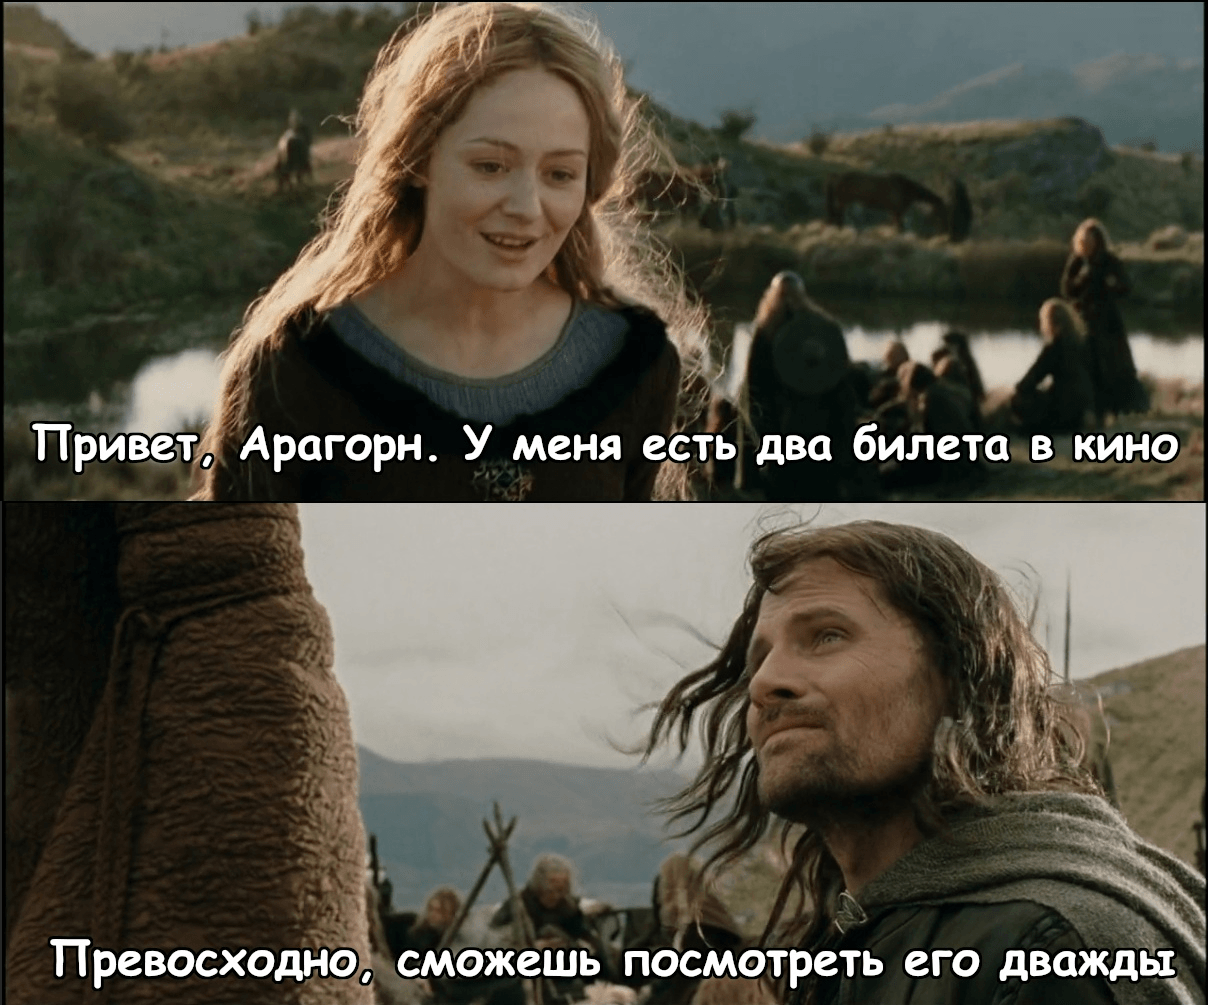 Привет, Арагорн. У меня есть два билета в кино
Превосходно, сможешь посмотреть его дважды